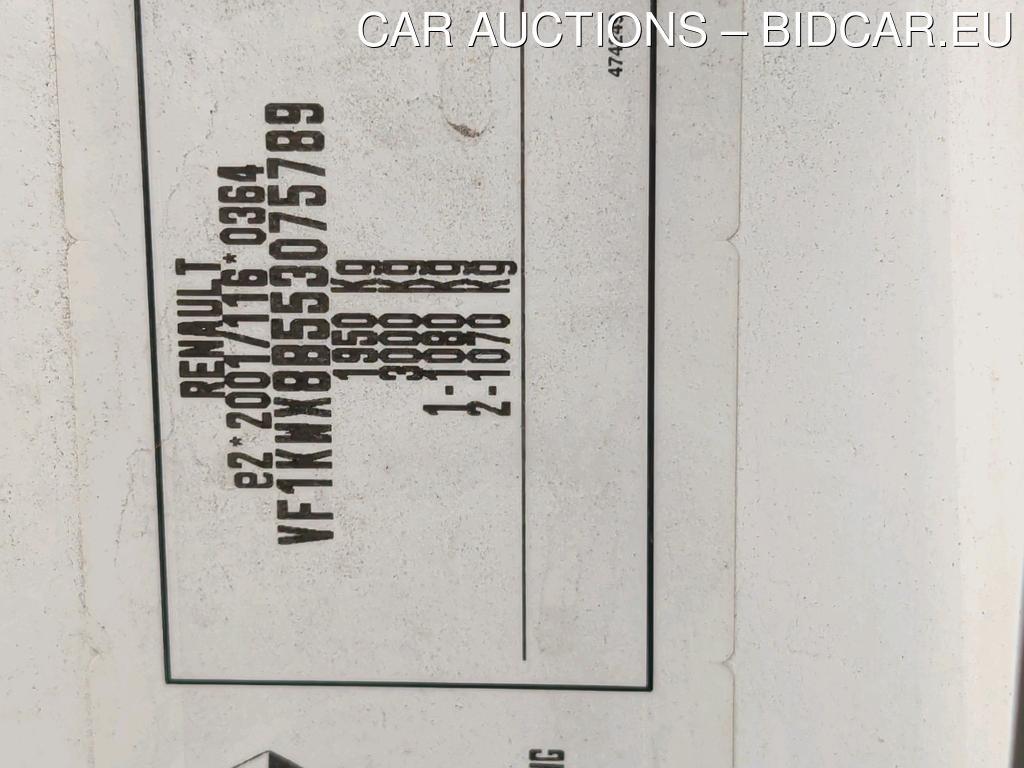 CAR AUCTIONS – BIDCAR.EU
RENAULT
e2*2001/116*0364
VF1KWX8B553075789
1950 Kg
3000 Kg
1-1080 Kg
2-1070 Kg